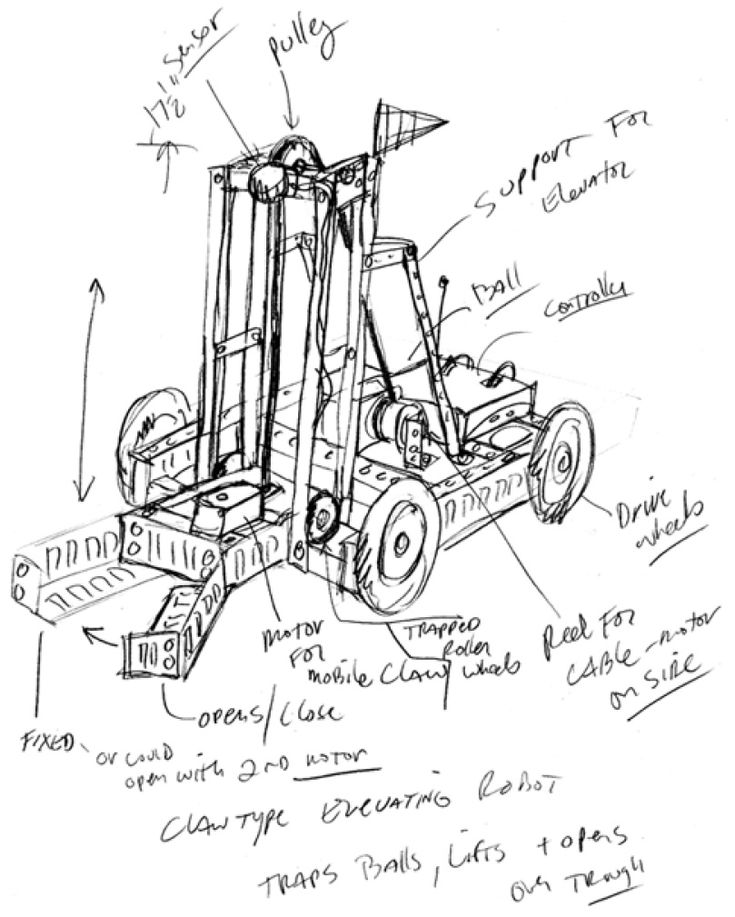 Sensor
Pulley
17½"
Support For
Elevator
Ball
Controller
Drive
wheels
motor
For
mobile Claw
TRAPPED
Roller
wheels
Reel For
CABLE - motor
on SIDE
opens/close
FIXED - or could
open with 2ND motor
CLAW TYPE ELEVATING ROBOT
TRAPS Balls, Lifts + opens
over Trough